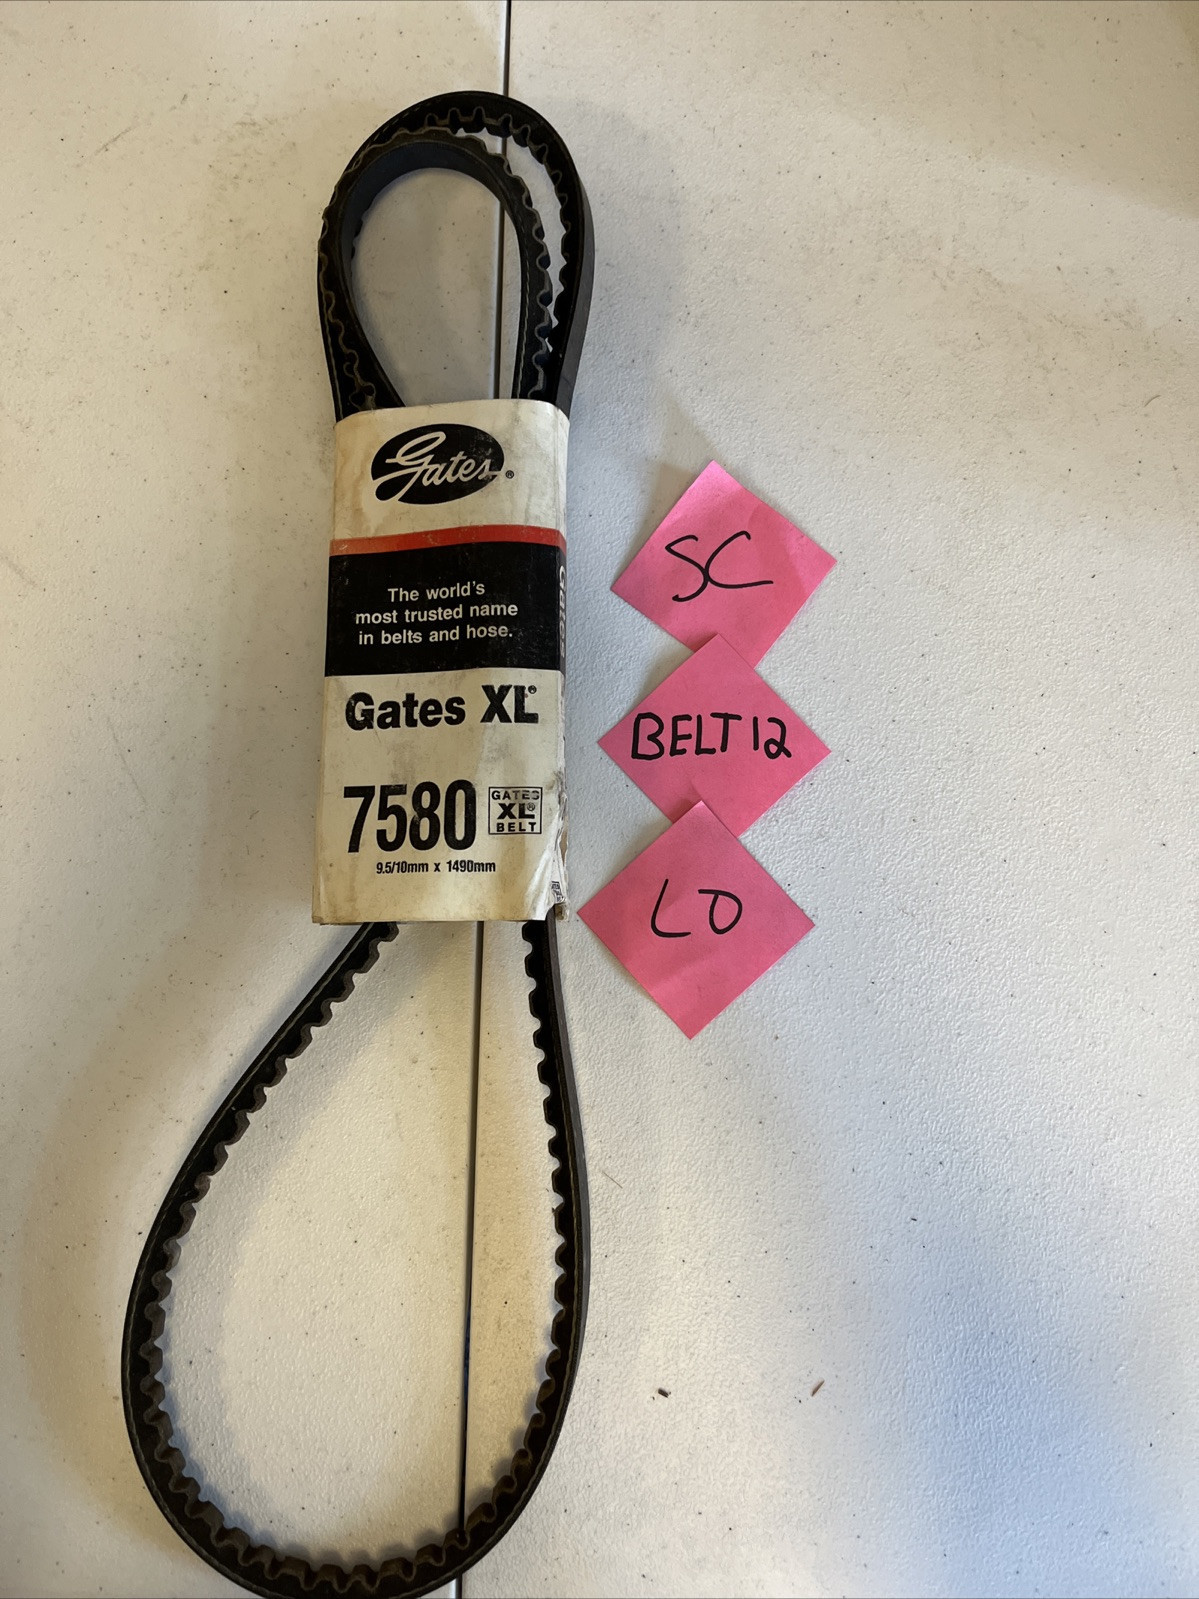 Gates®
The world's
most trusted name
in belts and hose.
Gates XL®
7580
GATES
XL®
BELT
9.5/10mm x 1490mm
Gates
SC
BELT 12
LO